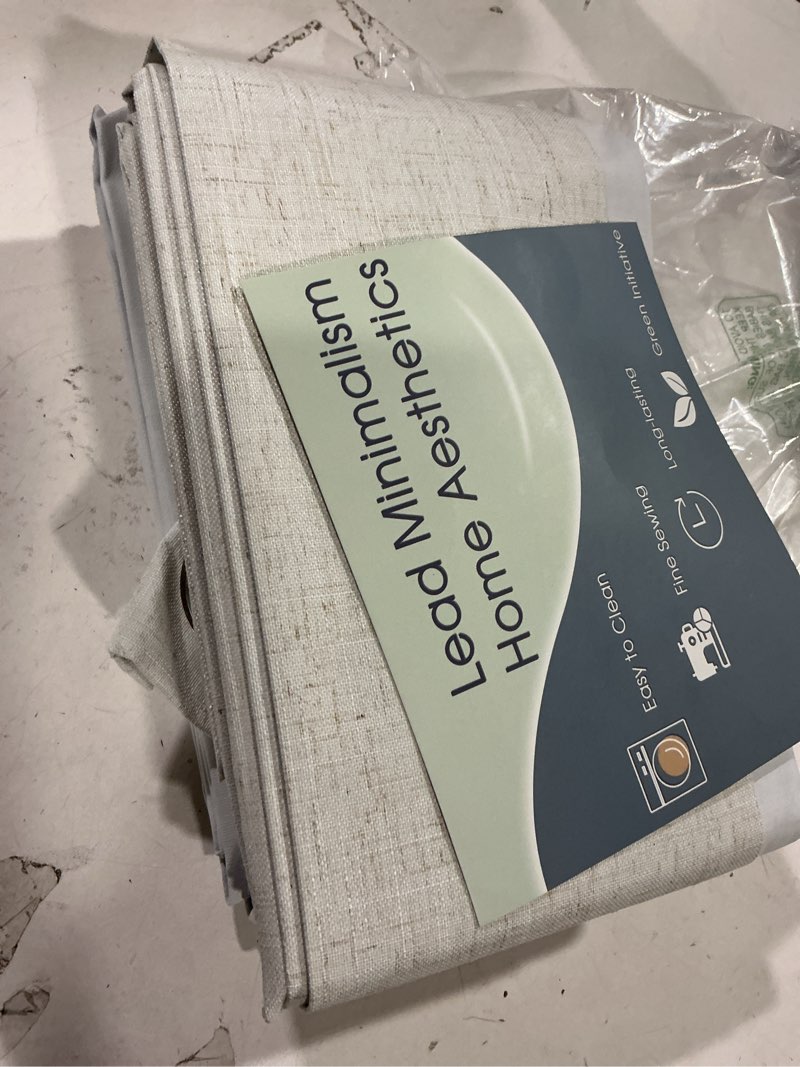 Lead Minimalism
Home Aesthetics
Easy to Clean
Fine Sewing
Long-lasting
Green Initiative